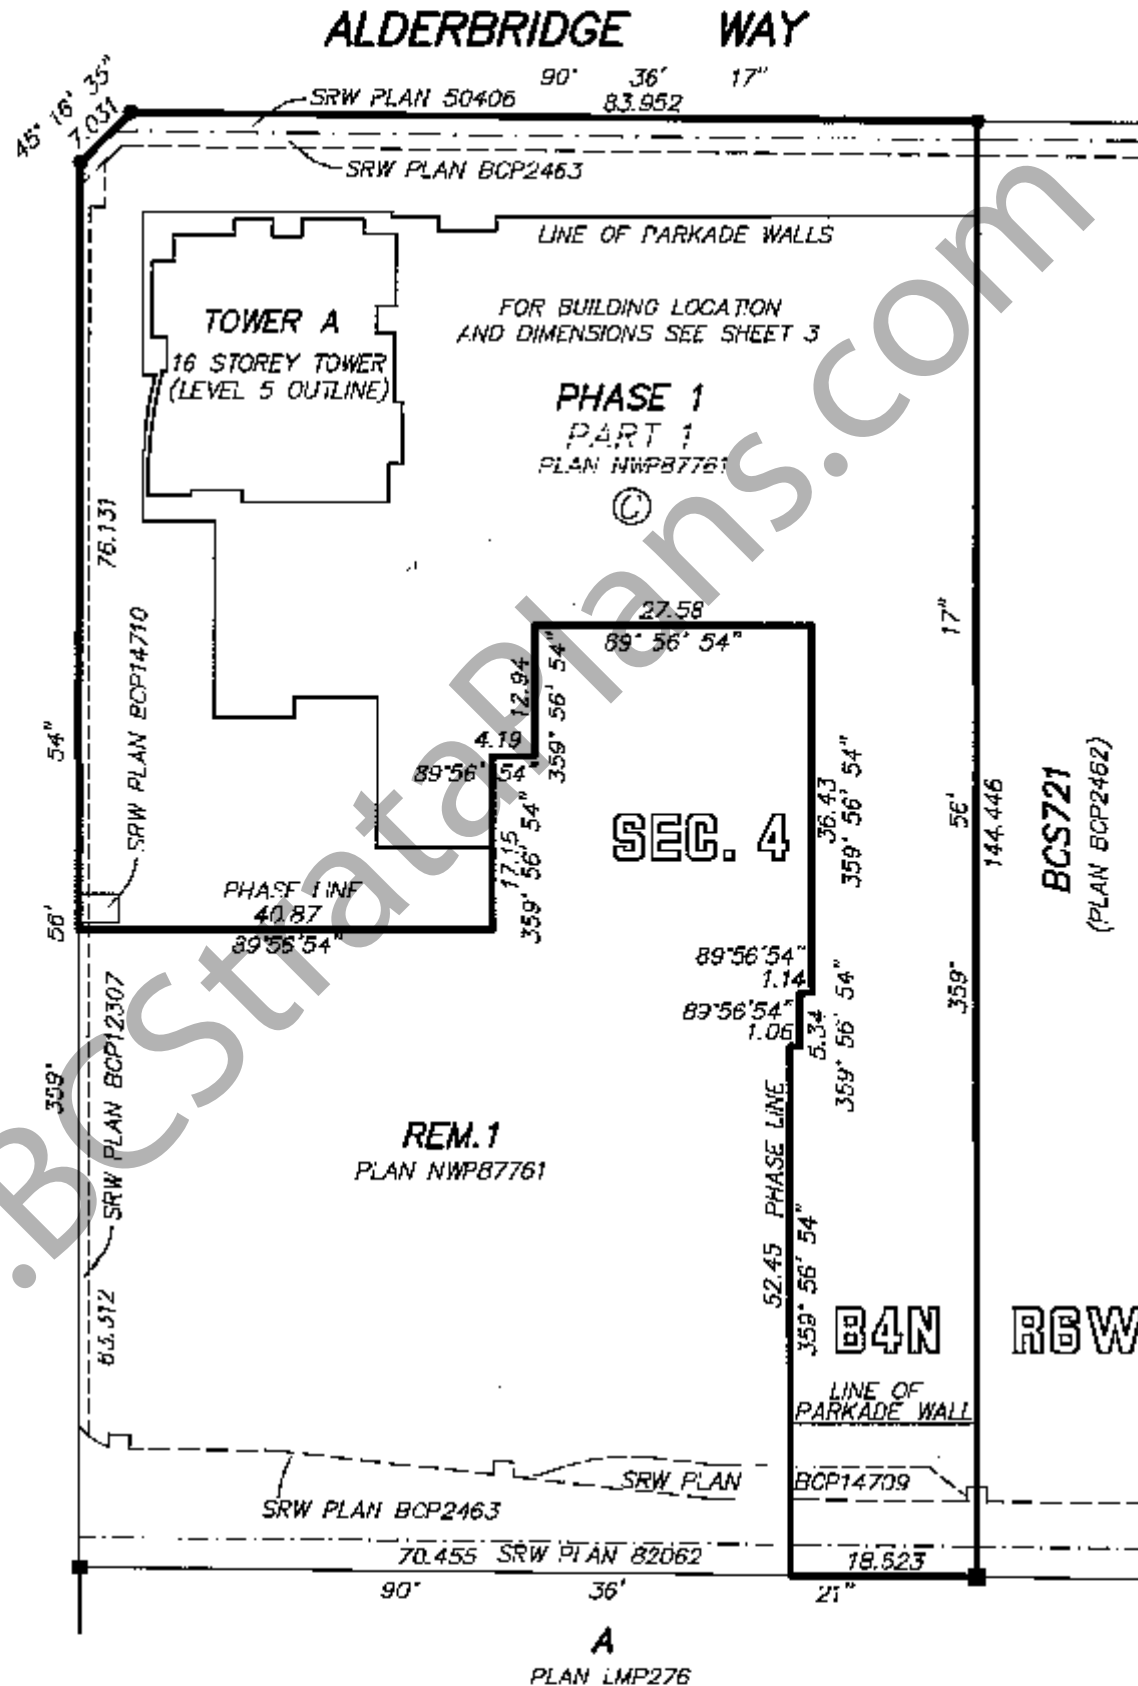 ALDERBRIDGE WAY
90° 36' 17"
83.952
45° 16' 35"
7.031
SRW PLAN 50406
SRW PLAN BCP2463
LINE OF PARKADE WALLS
TOWER A
16 STOREY TOWER
(LEVEL 5 OUTLINE)
FOR BUILDING LOCATION
AND DIMENSIONS SEE SHEET 3
PHASE 1
PART 1
PLAN NWP87761
C
76.131
SRW PLAN BCP14710
27.58
89° 56' 54"
12.94
359° 56' 54"
4.19
89°56' 54"
17.15
359° 56' 54"
SEC. 4
36.43
359° 56' 54"
359° 56' 17"
144.446
BCS721
(PLAN BCP2462)
PHASE LINE
40.87
89°56'54"
359° 56' 54"
89°56'54"
1.14
89°56'54"
1.06
5.34
359° 56' 54"
SRW PLAN BCP12307
REM.1
PLAN NWP87761
52.45 PHASE LINE
359° 56' 54"
B4N R6W
LINE OF
PARKADE WALL
SRW PLAN BCP14709
SRW PLAN BCP2463
70.455 SRW PLAN 82062
18.523
90° 36' 21"
A
PLAN LMP276
.BCStrataPlans.com